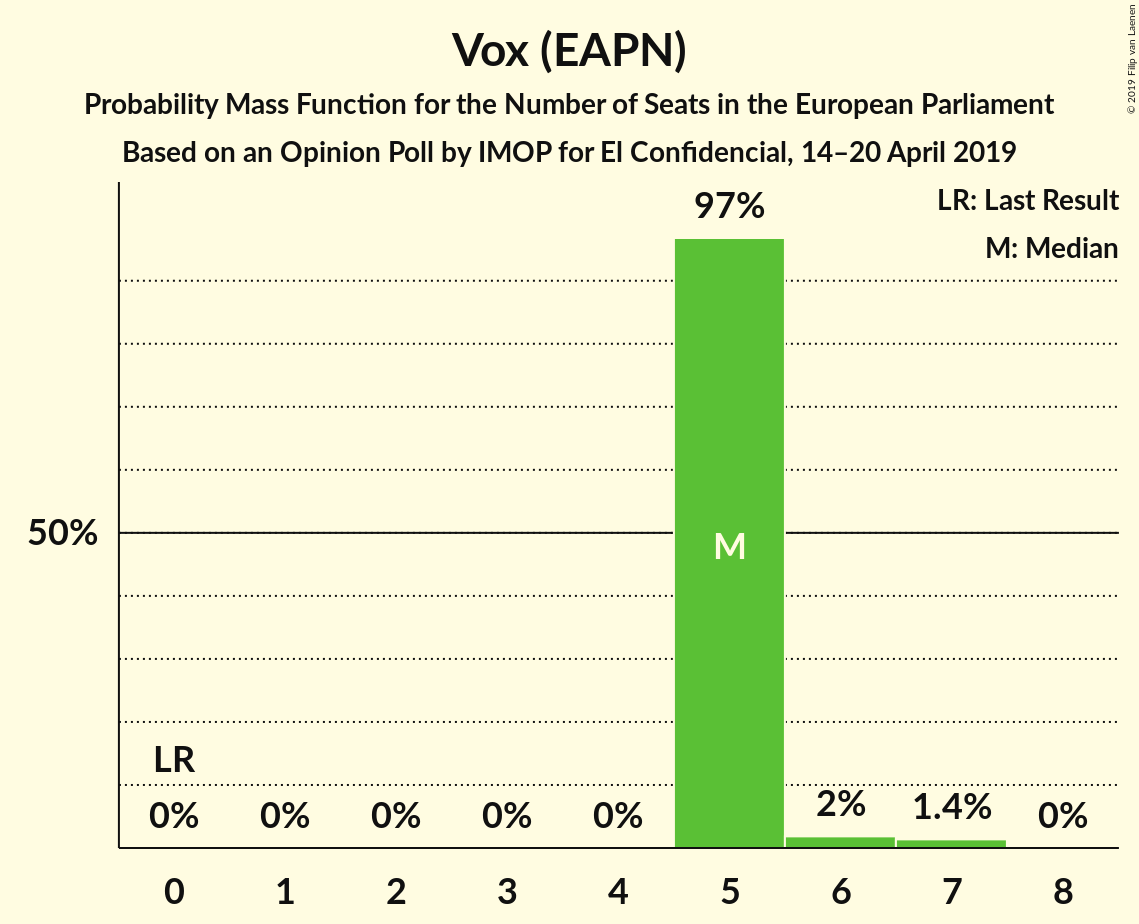 Vox (EAPN)
Probability Mass Function for the Number of Seats in the European Parliament
Based on an Opinion Poll by IMOP for El Confidencial, 14–20 April 2019
© 2019 Filip van Laenen
LR: Last Result
M: Median
97%
50%
M
LR
0% 0% 0% 0% 0% 2% 1.4% 0%
0 1 2 3 4 5 6 7 8